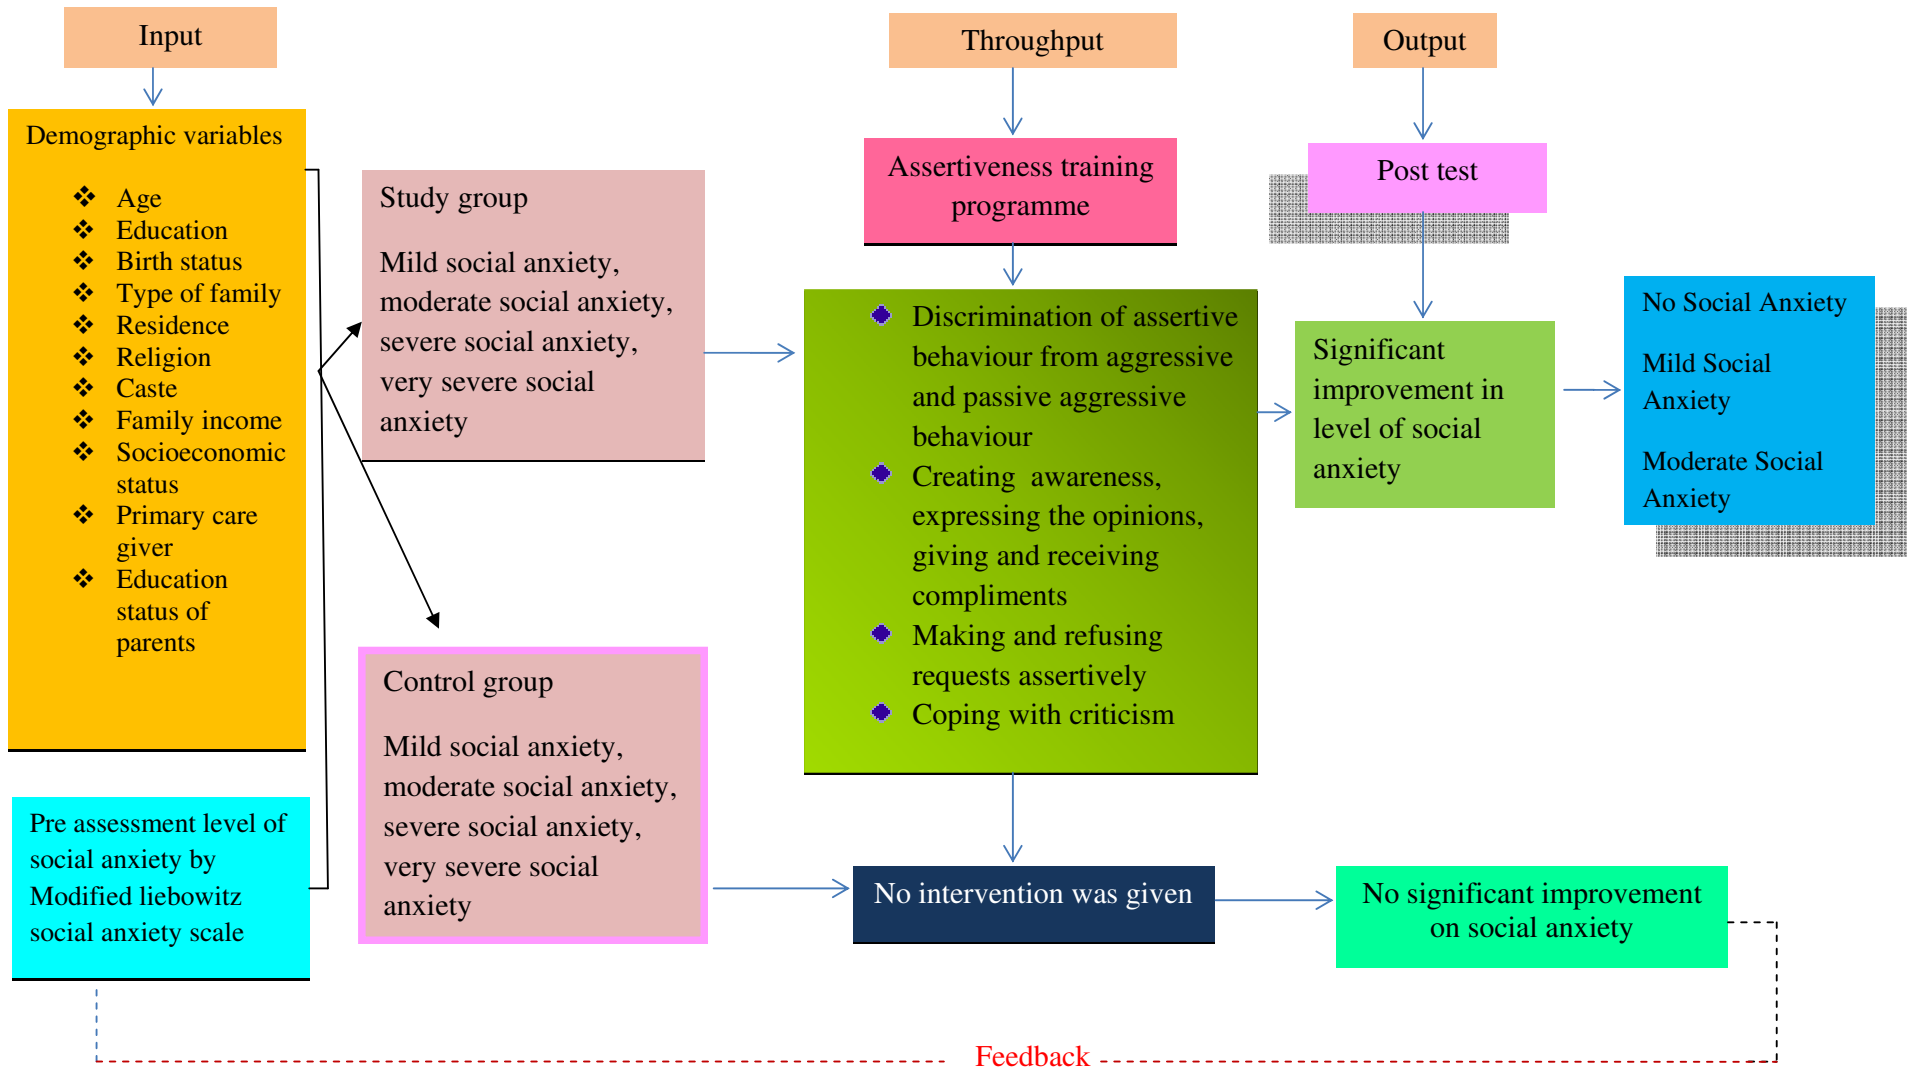 Input
Demographic variables
Age
Education
Birth status
Type of family
Residence
Religion
Caste
Family income
Socioeconomic
status
Primary care
giver
Education
status of
parents
Pre assessment level of
social anxiety by
Modified liebowitz
social anxiety scale
Study group
Mild social anxiety,
moderate social anxiety,
severe social anxiety,
very severe social
anxiety
Control group
Mild social anxiety,
moderate social anxiety,
severe social anxiety,
very severe social
anxiety
Throughput
Assertiveness training
programme
Discrimination of assertive
behaviour from aggressive
and passive aggressive
behaviour
Creating awareness,
expressing the opinions,
giving and receiving
compliments
Making and refusing
requests assertively
Coping with criticism
No intervention was given
Output
Post test
Significant
improvement in
level of social
anxiety
No Social Anxiety
Mild Social
Anxiety
Moderate Social
Anxiety
No significant improvement
on social anxiety
Feedback